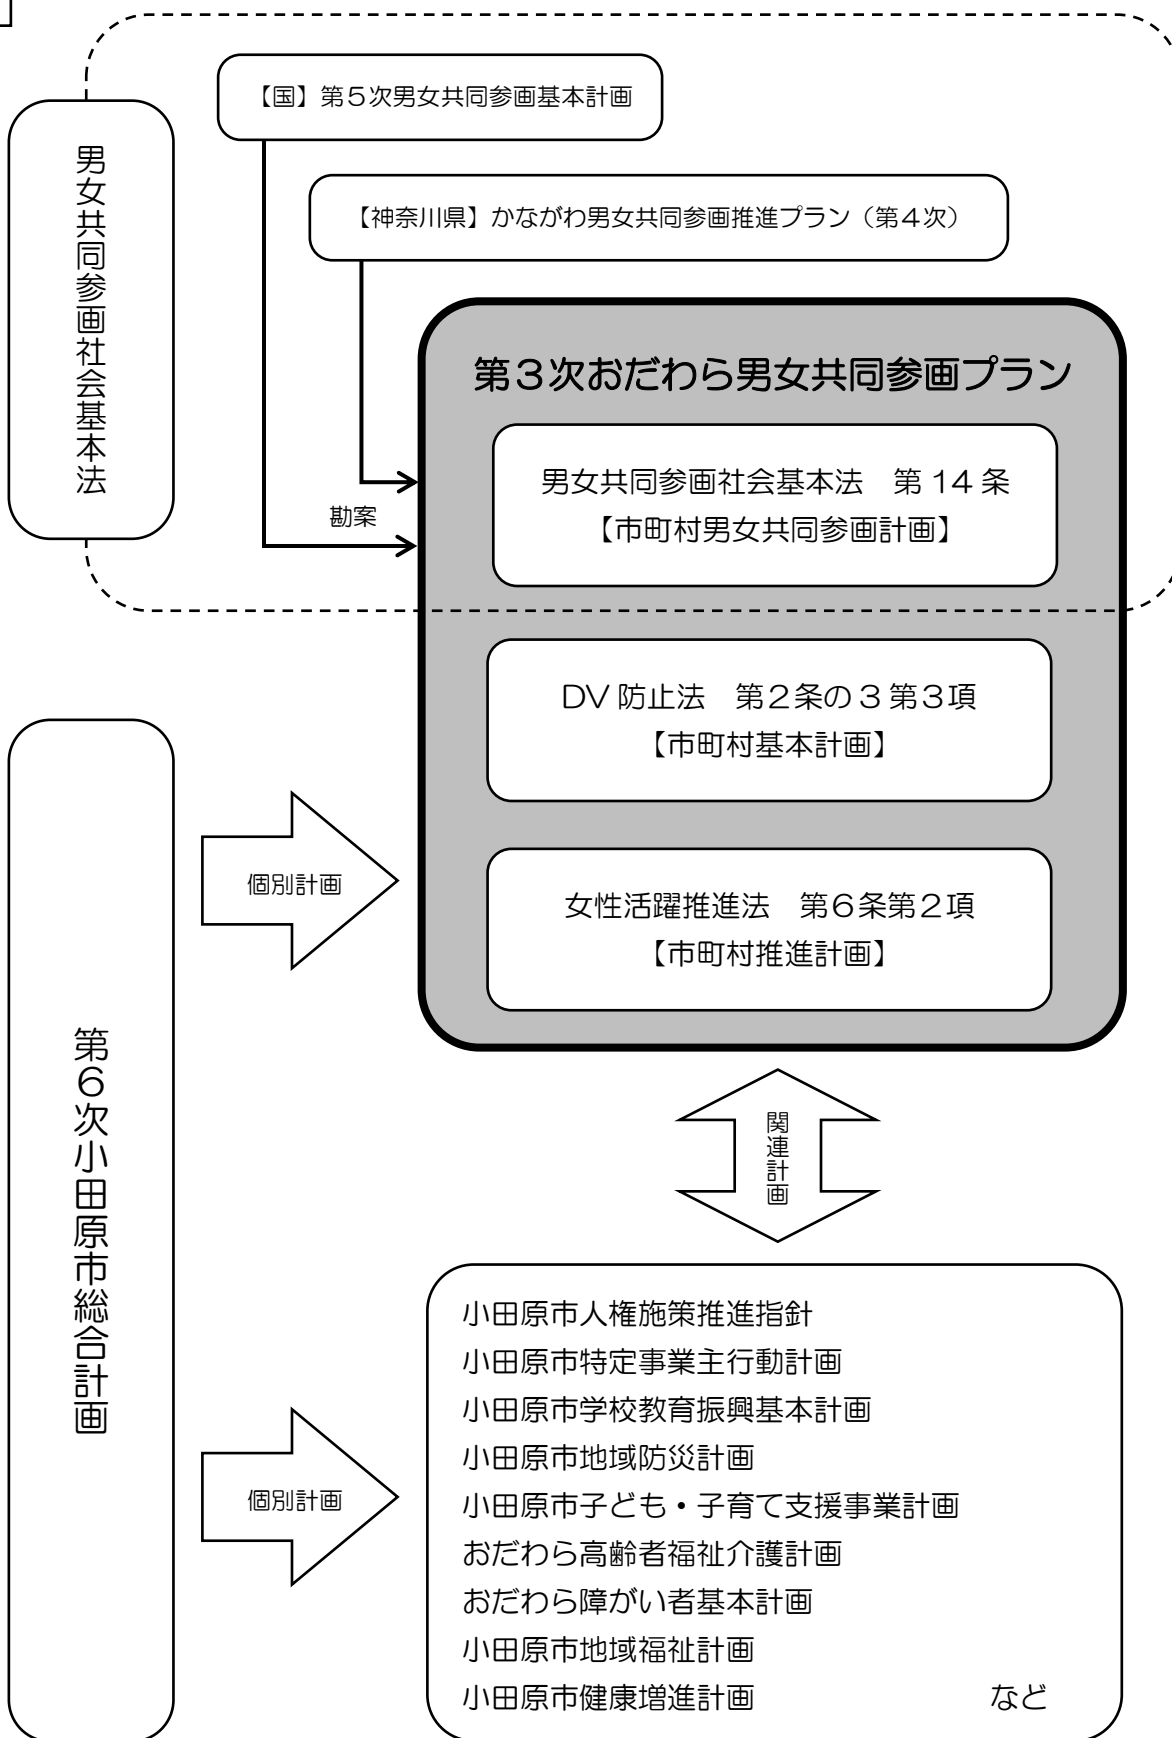 【国】第５次男女共同参画基本計画
男女共同参画社会基本法
【神奈川県】かながわ男女共同参画推進プラン（第４次）
第３次おだわら男女共同参画プラン
男女共同参画社会基本法　第 14 条
【市町村男女共同参画計画】
勘案
DV 防止法　第２条の 3 第３項
【市町村基本計画】
個別計画
女性活躍推進法　第６条第２項
【市町村推進計画】
第６次小田原市総合計画
関連計画
個別計画
小田原市人権施策推進指針
小田原市特定事業主行動計画
小田原市学校教育振興基本計画
小田原市地域防災計画
小田原市子ども・子育て支援事業計画
おだわら高齢者福祉介護計画
おだわら障がい者基本計画
小田原市地域福祉計画
小田原市健康増進計画　　　　　　　　など